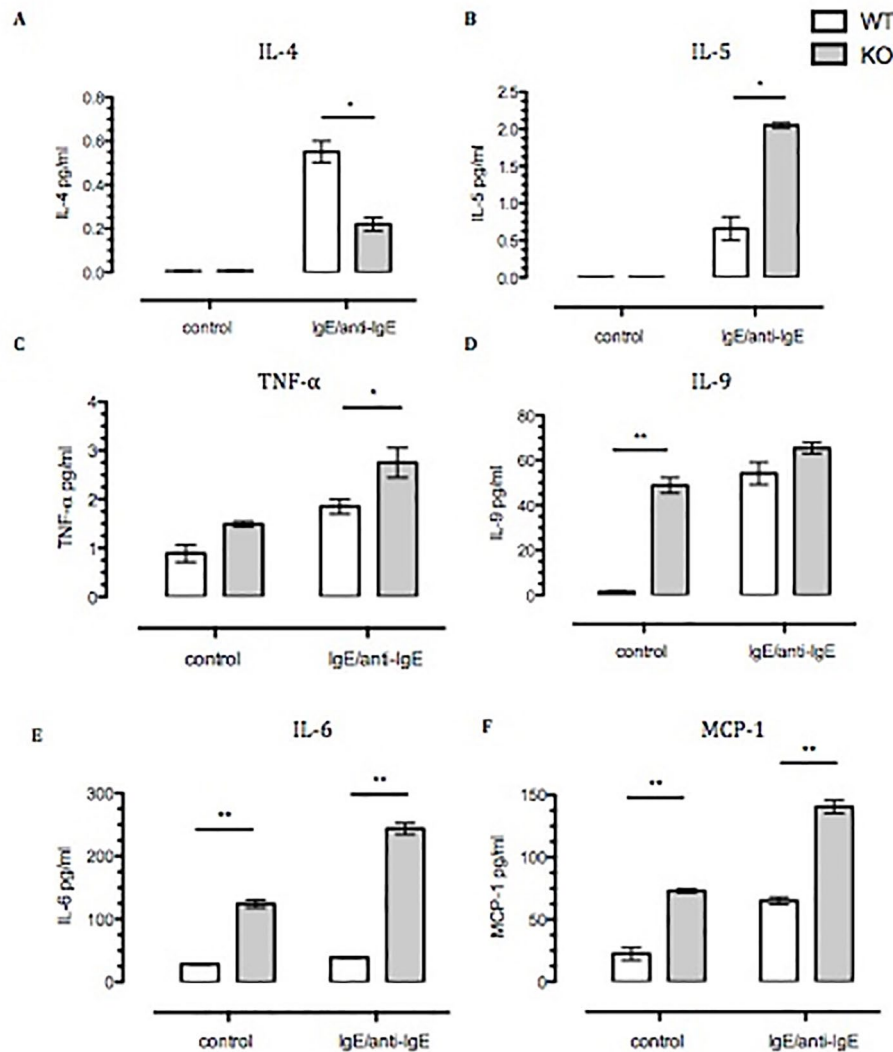 A
B
WT
KO
IL-4
IL-5
IL-4 pg/ml
0.8
0.6
0.4
0.2
0.0
*
control
IgE/anti-IgE
IL-5 pg/ml
2.5
2.0
1.5
1.0
0.5
0.0
*
control
IgE/anti-IgE
C
D
TNF-α
IL-9
TNF-α pg/ml
4
3
2
1
0
*
control
IgE/anti-IgE
IL-9 pg/ml
80
60
40
20
0
**
control
IgE/anti-IgE
E
F
IL-6
MCP-1
IL-6 pg/ml
300
200
100
0
**
**
control
IgE/anti-IgE
MCP-1 pg/ml
150
100
50
0
**
**
control
IgE/anti-IgE